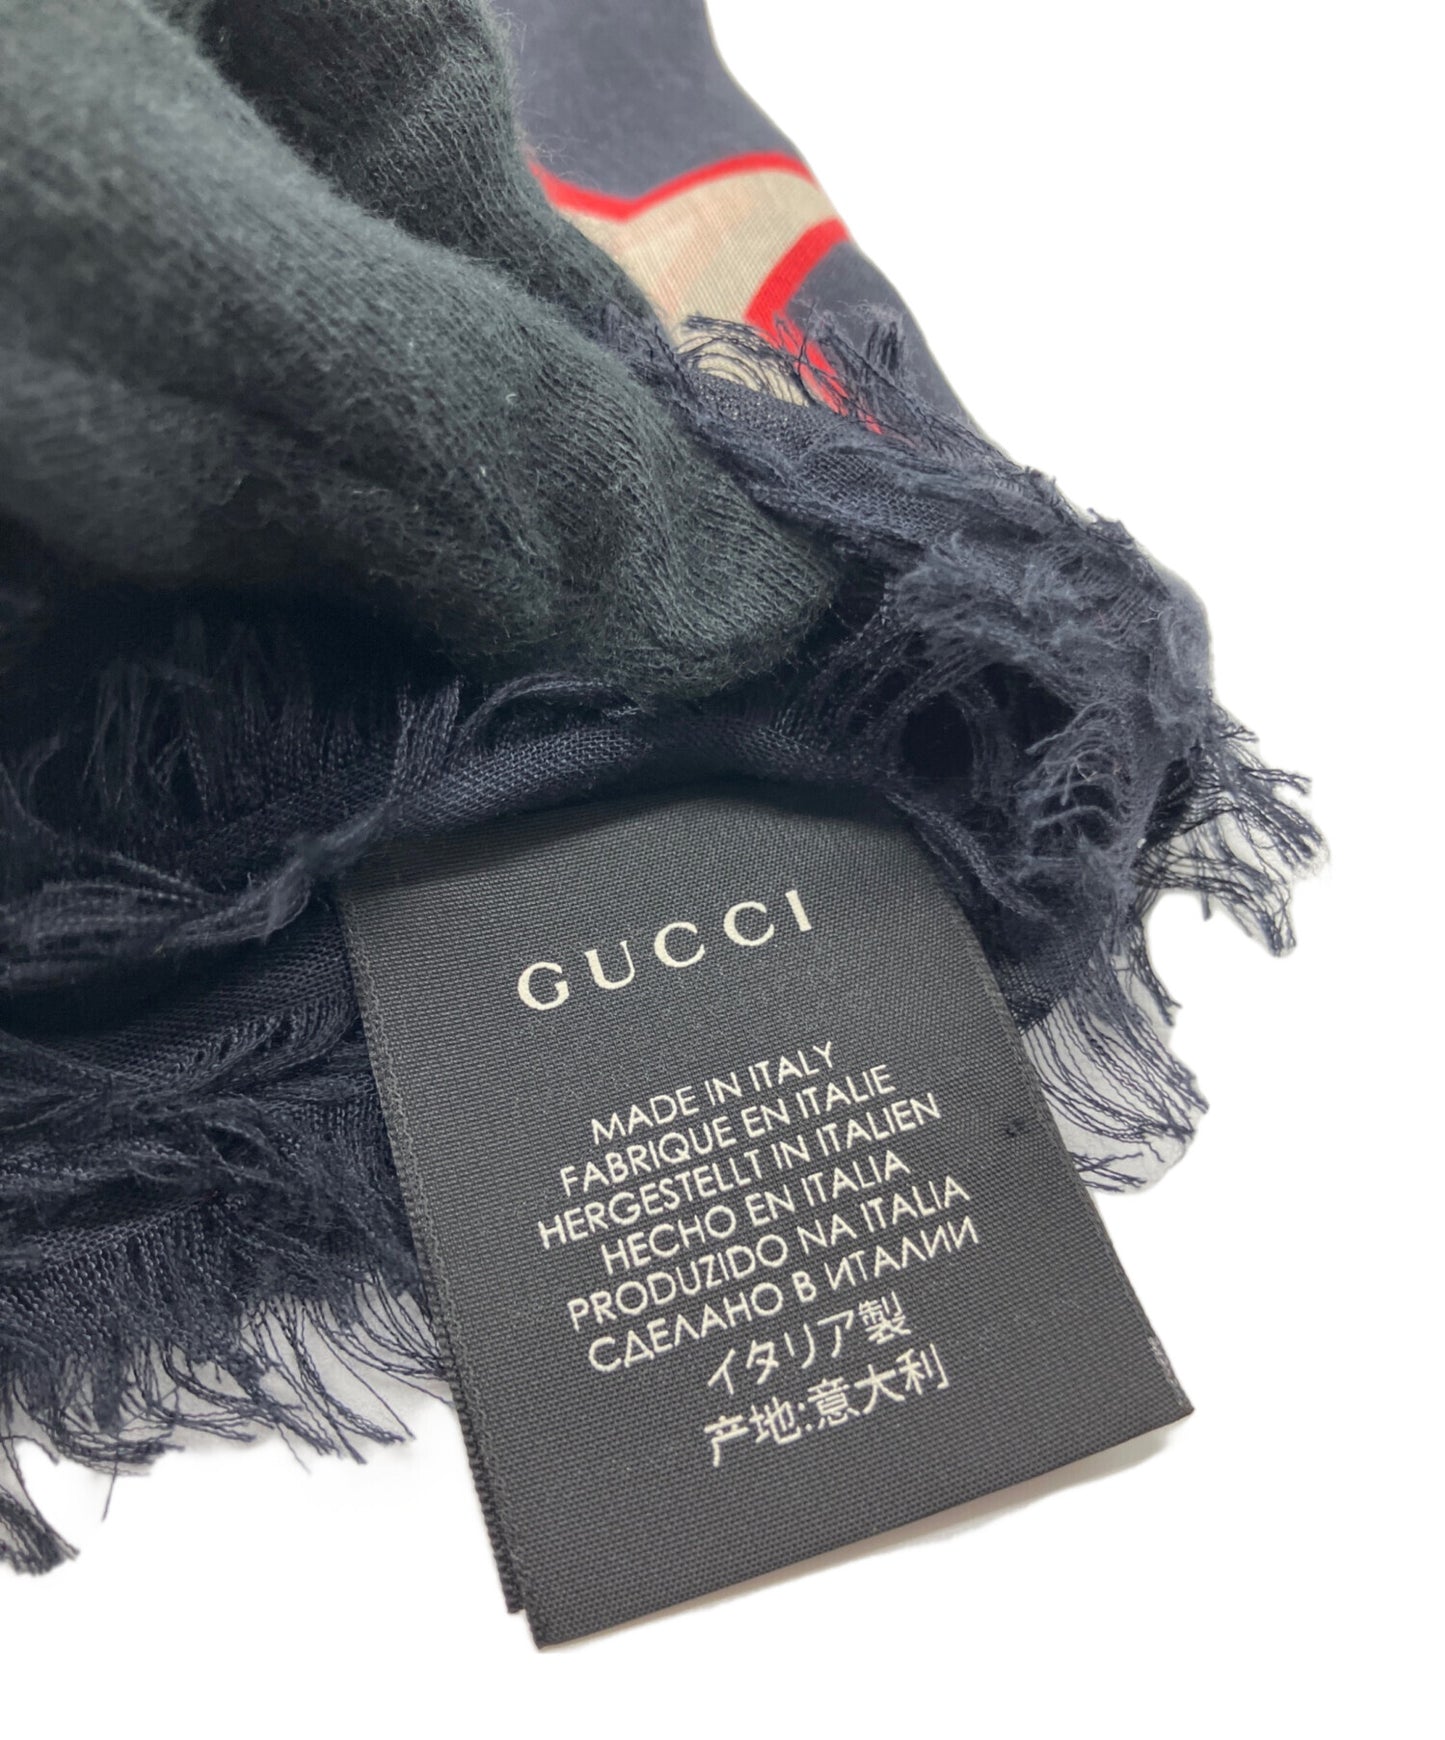 GUCCI
MADE IN ITALY
FABRIQUE EN ITALIE
HERGESTELLT IN ITALIEN
HECHO EN ITALIA
PRODUZIDO NA ITALIA
СДЕЛАНО В ИТАЛИИ
イタリア製
产地:意大利